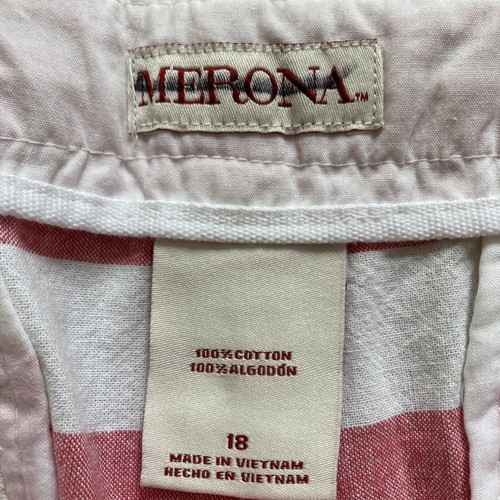 MERONA™
100% COTTON
100% ALGODÓN
18
MADE IN VIETNAM
HECHO EN VIETNAM